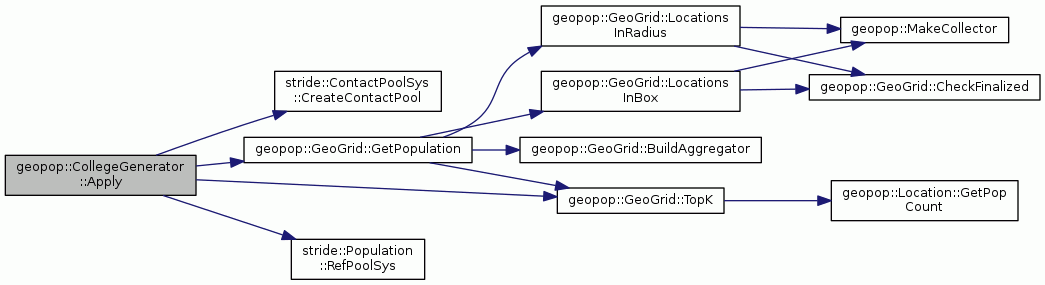 geopop::CollegeGenerator
::Apply
stride::ContactPoolSys
::CreateContactPool
geopop::GeoGrid::GetPopulation
stride::Population
::RefPoolSys
geopop::GeoGrid::Locations
InRadius
geopop::GeoGrid::Locations
InBox
geopop::GeoGrid::BuildAggregator
geopop::GeoGrid::TopK
geopop::MakeCollector
geopop::GeoGrid::CheckFinalized
geopop::Location::GetPop
Count